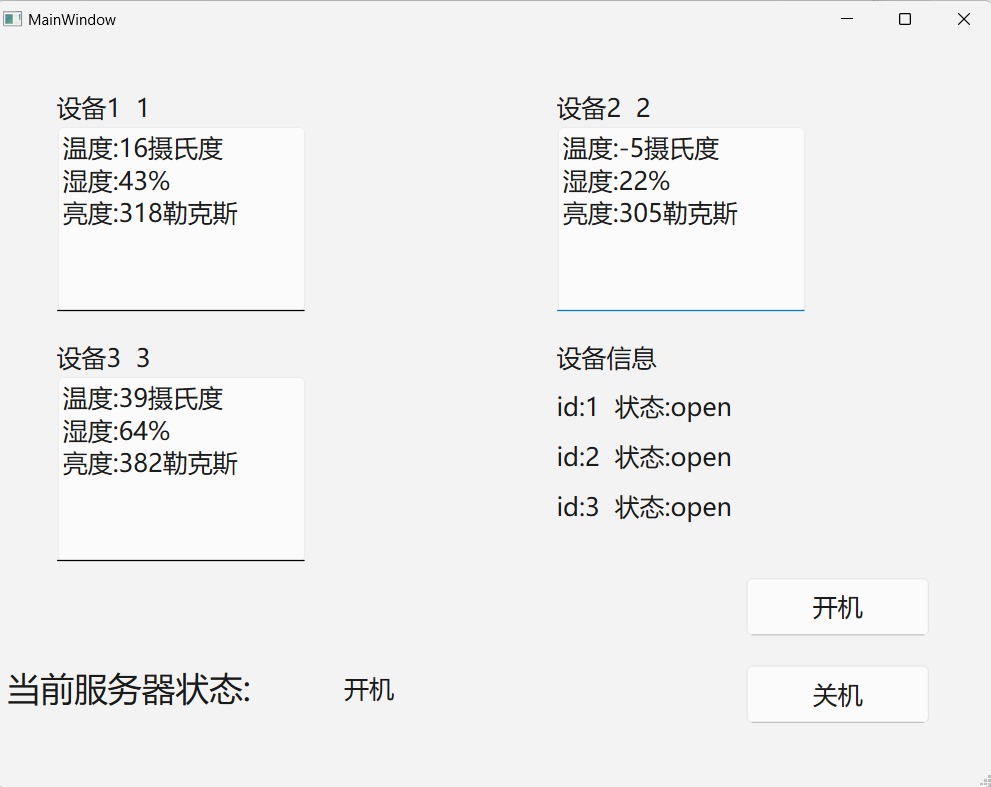 MainWindow
设备1 1
温度:16摄氏度
湿度:43%
亮度:318勒克斯
设备2 2
温度:-5摄氏度
湿度:22%
亮度:305勒克斯
设备3 3
温度:39摄氏度
湿度:64%
亮度:382勒克斯
设备信息
id:1 状态:open
id:2 状态:open
id:3 状态:open
开机
当前服务器状态: 开机
关机